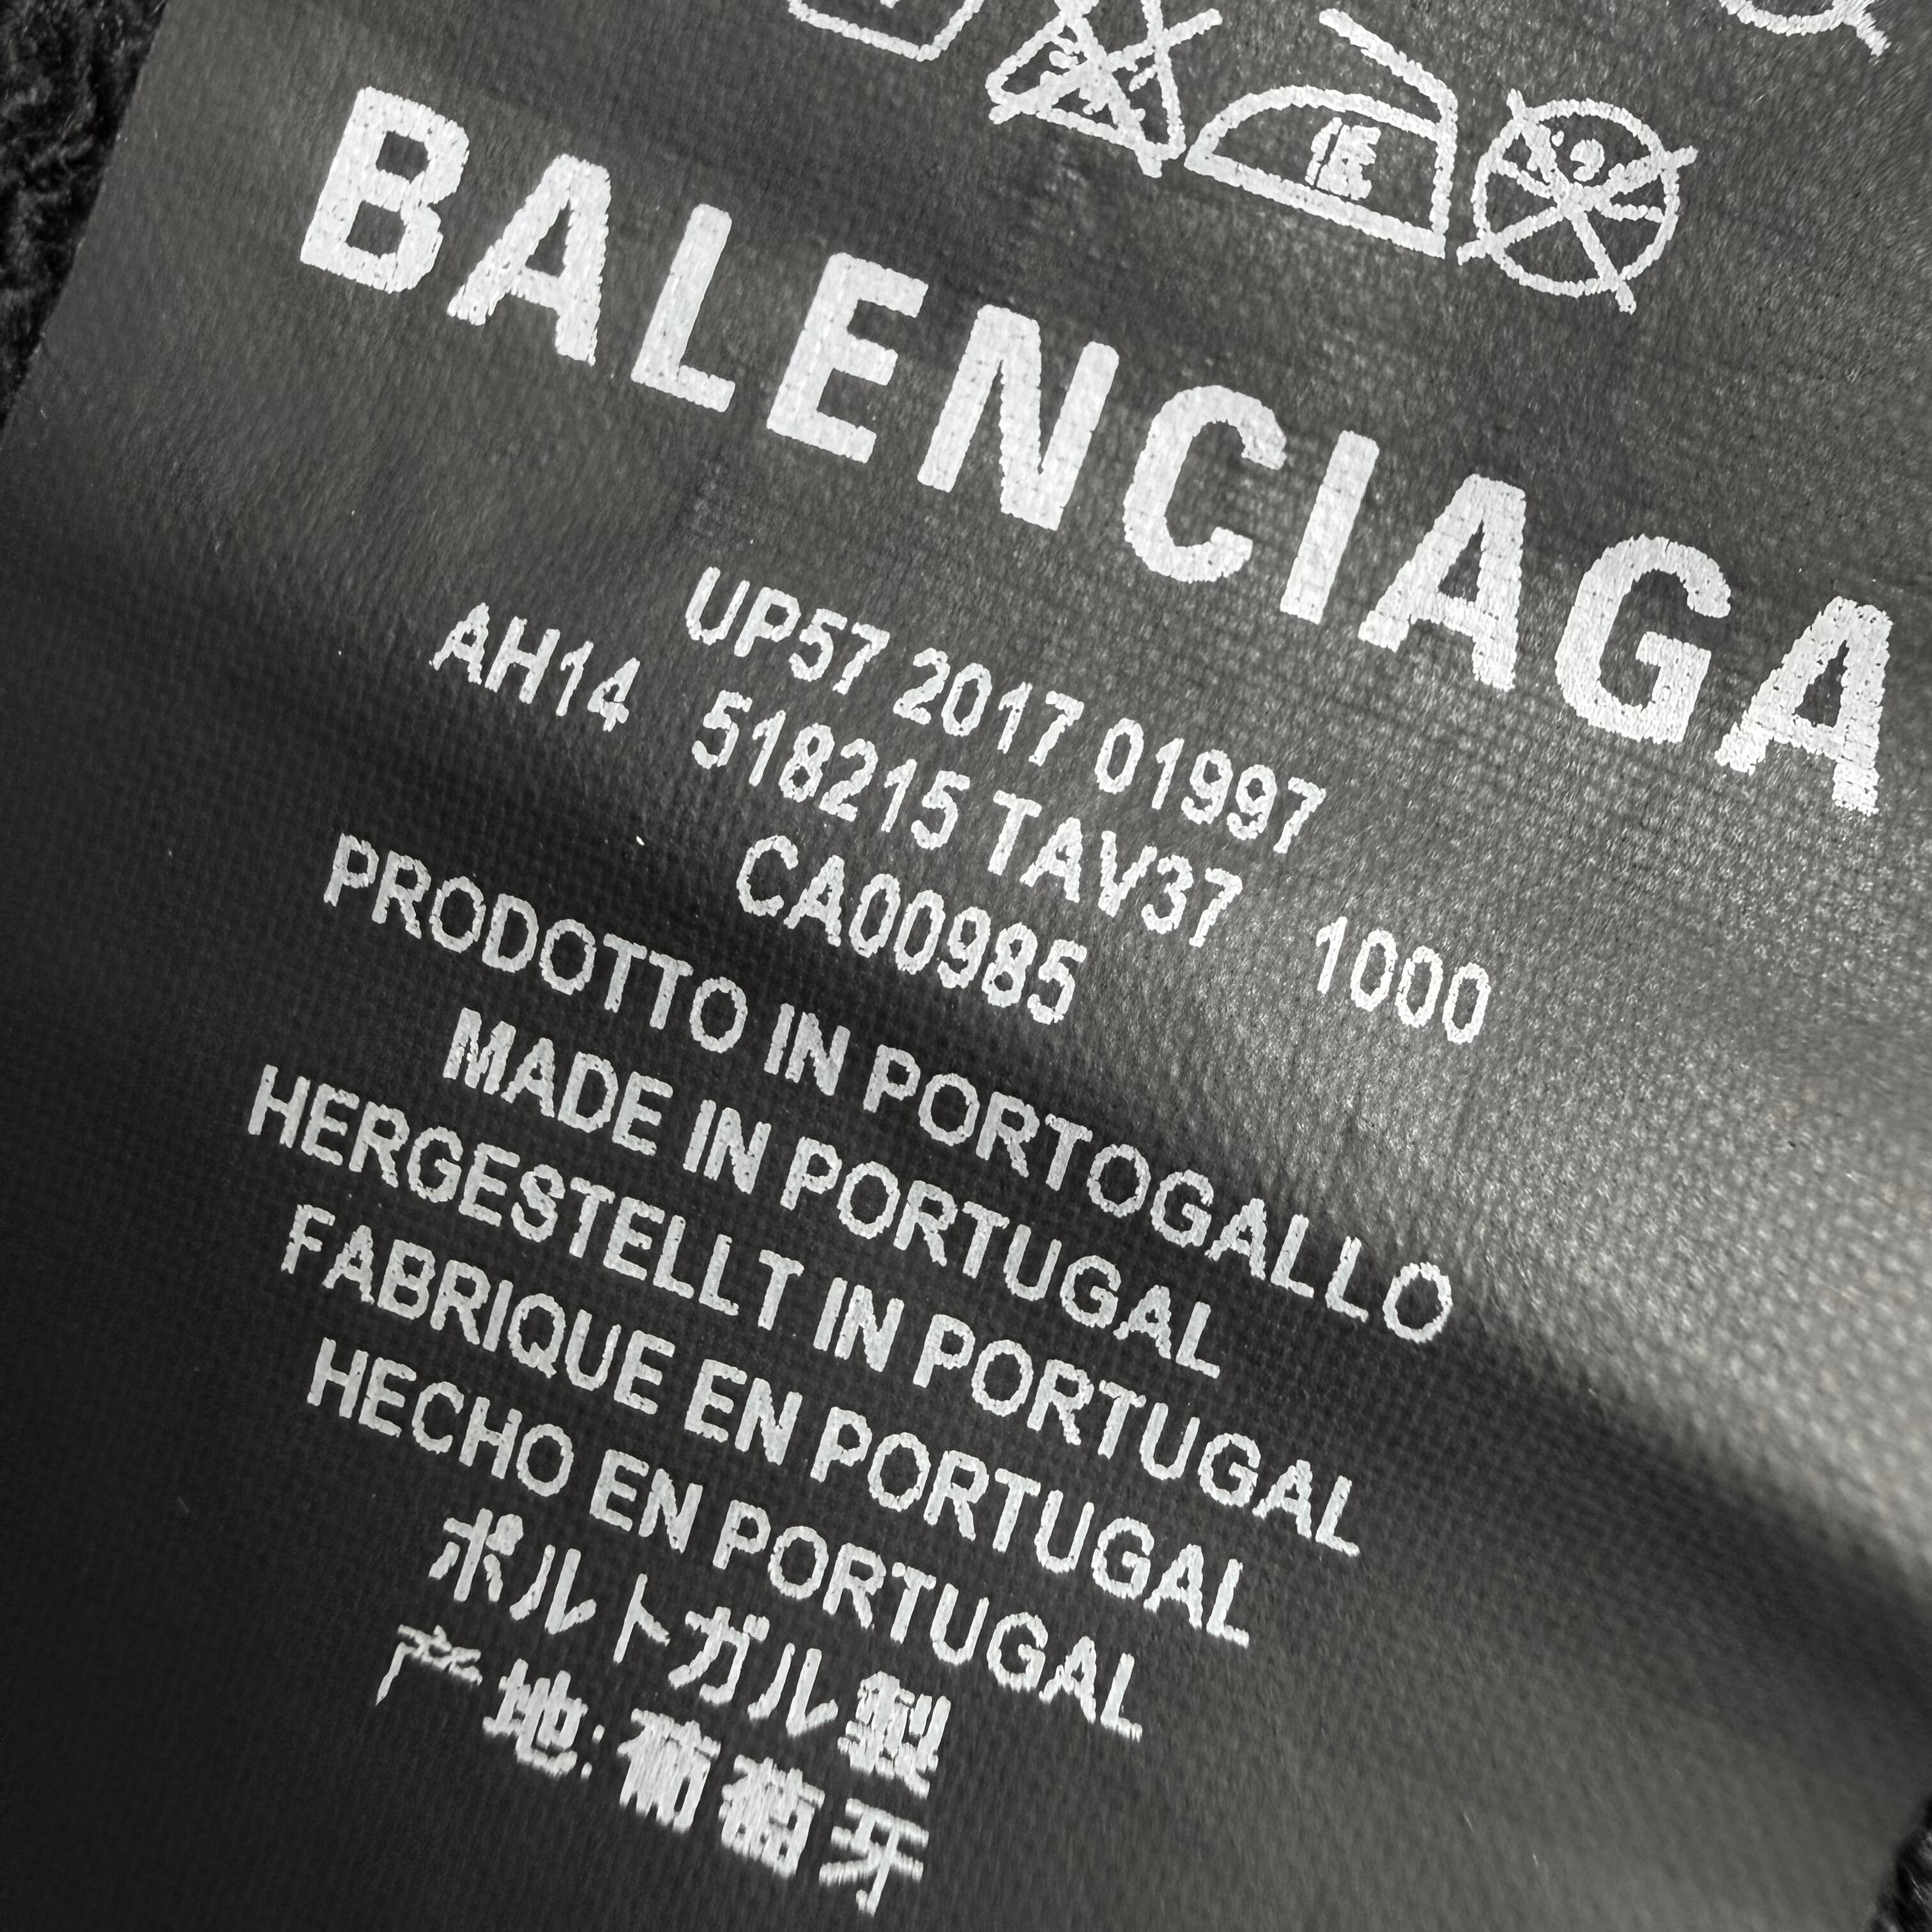 低
BALENCIAGA
UP57 2017 01997
AH14 518215 TAV37 1000
CA00985
PRODOTTO IN PORTOGALLO
MADE IN PORTUGAL
HERGESTELLT IN PORTUGAL
FABRIQUE EN PORTUGAL
HECHO EN PORTUGAL
ポルトガル製
产地:葡萄牙